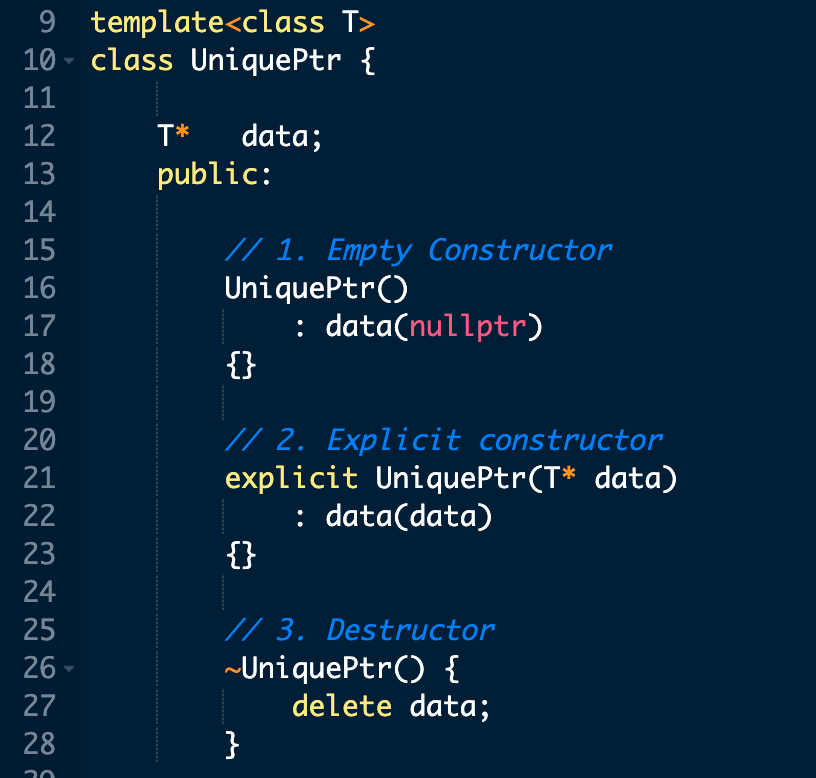 9 template<class T>
10 class UniquePtr {
11
12 T* data;
13 public:
14
15 // 1. Empty Constructor
16 UniquePtr()
17 : data(nullptr)
18 {}
19
20 // 2. Explicit constructor
21 explicit UniquePtr(T* data)
22 : data(data)
23 {}
24
25 // 3. Destructor
26 ~UniquePtr() {
27 delete data;
28 }